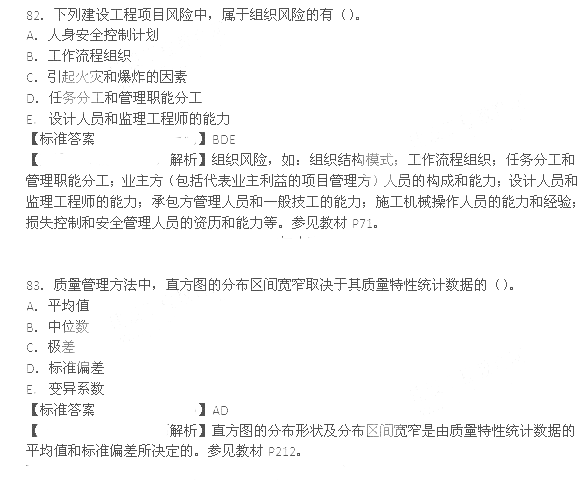 82. 下列建设工程项目风险中，属于组织风险的有（）。
A. 人身安全控制计划
B. 工作流程组织
C. 引起火灾和爆炸的因素
D. 任务分工和管理职能分工
E. 设计人员和监理工程师的能力
【标准答案 】BDE
【 解析】组织风险，如：组织结构模式；工作流程组织；任务分工和
管理职能分工；业主方（包括代表业主利益的项目管理方）人员的构成和能力；设计人员和
监理工程师的能力；承包方管理人员和一般技工的能力；施工机械操作人员的能力和经验；
损失控制和安全管理人员的资历和能力等。参见教材 P71。
83. 质量管理方法中，直方图的分布区间宽窄取决于其质量特性统计数据的（）。
A. 平均值
B. 中位数
C. 极差
D. 标准偏差
E. 变异系数
【标准答案 】AD
【 解析】直方图的分布形状及分布区间宽窄是由质量特性统计数据的
平均值和标准偏差所决定的。参见教材 P212。